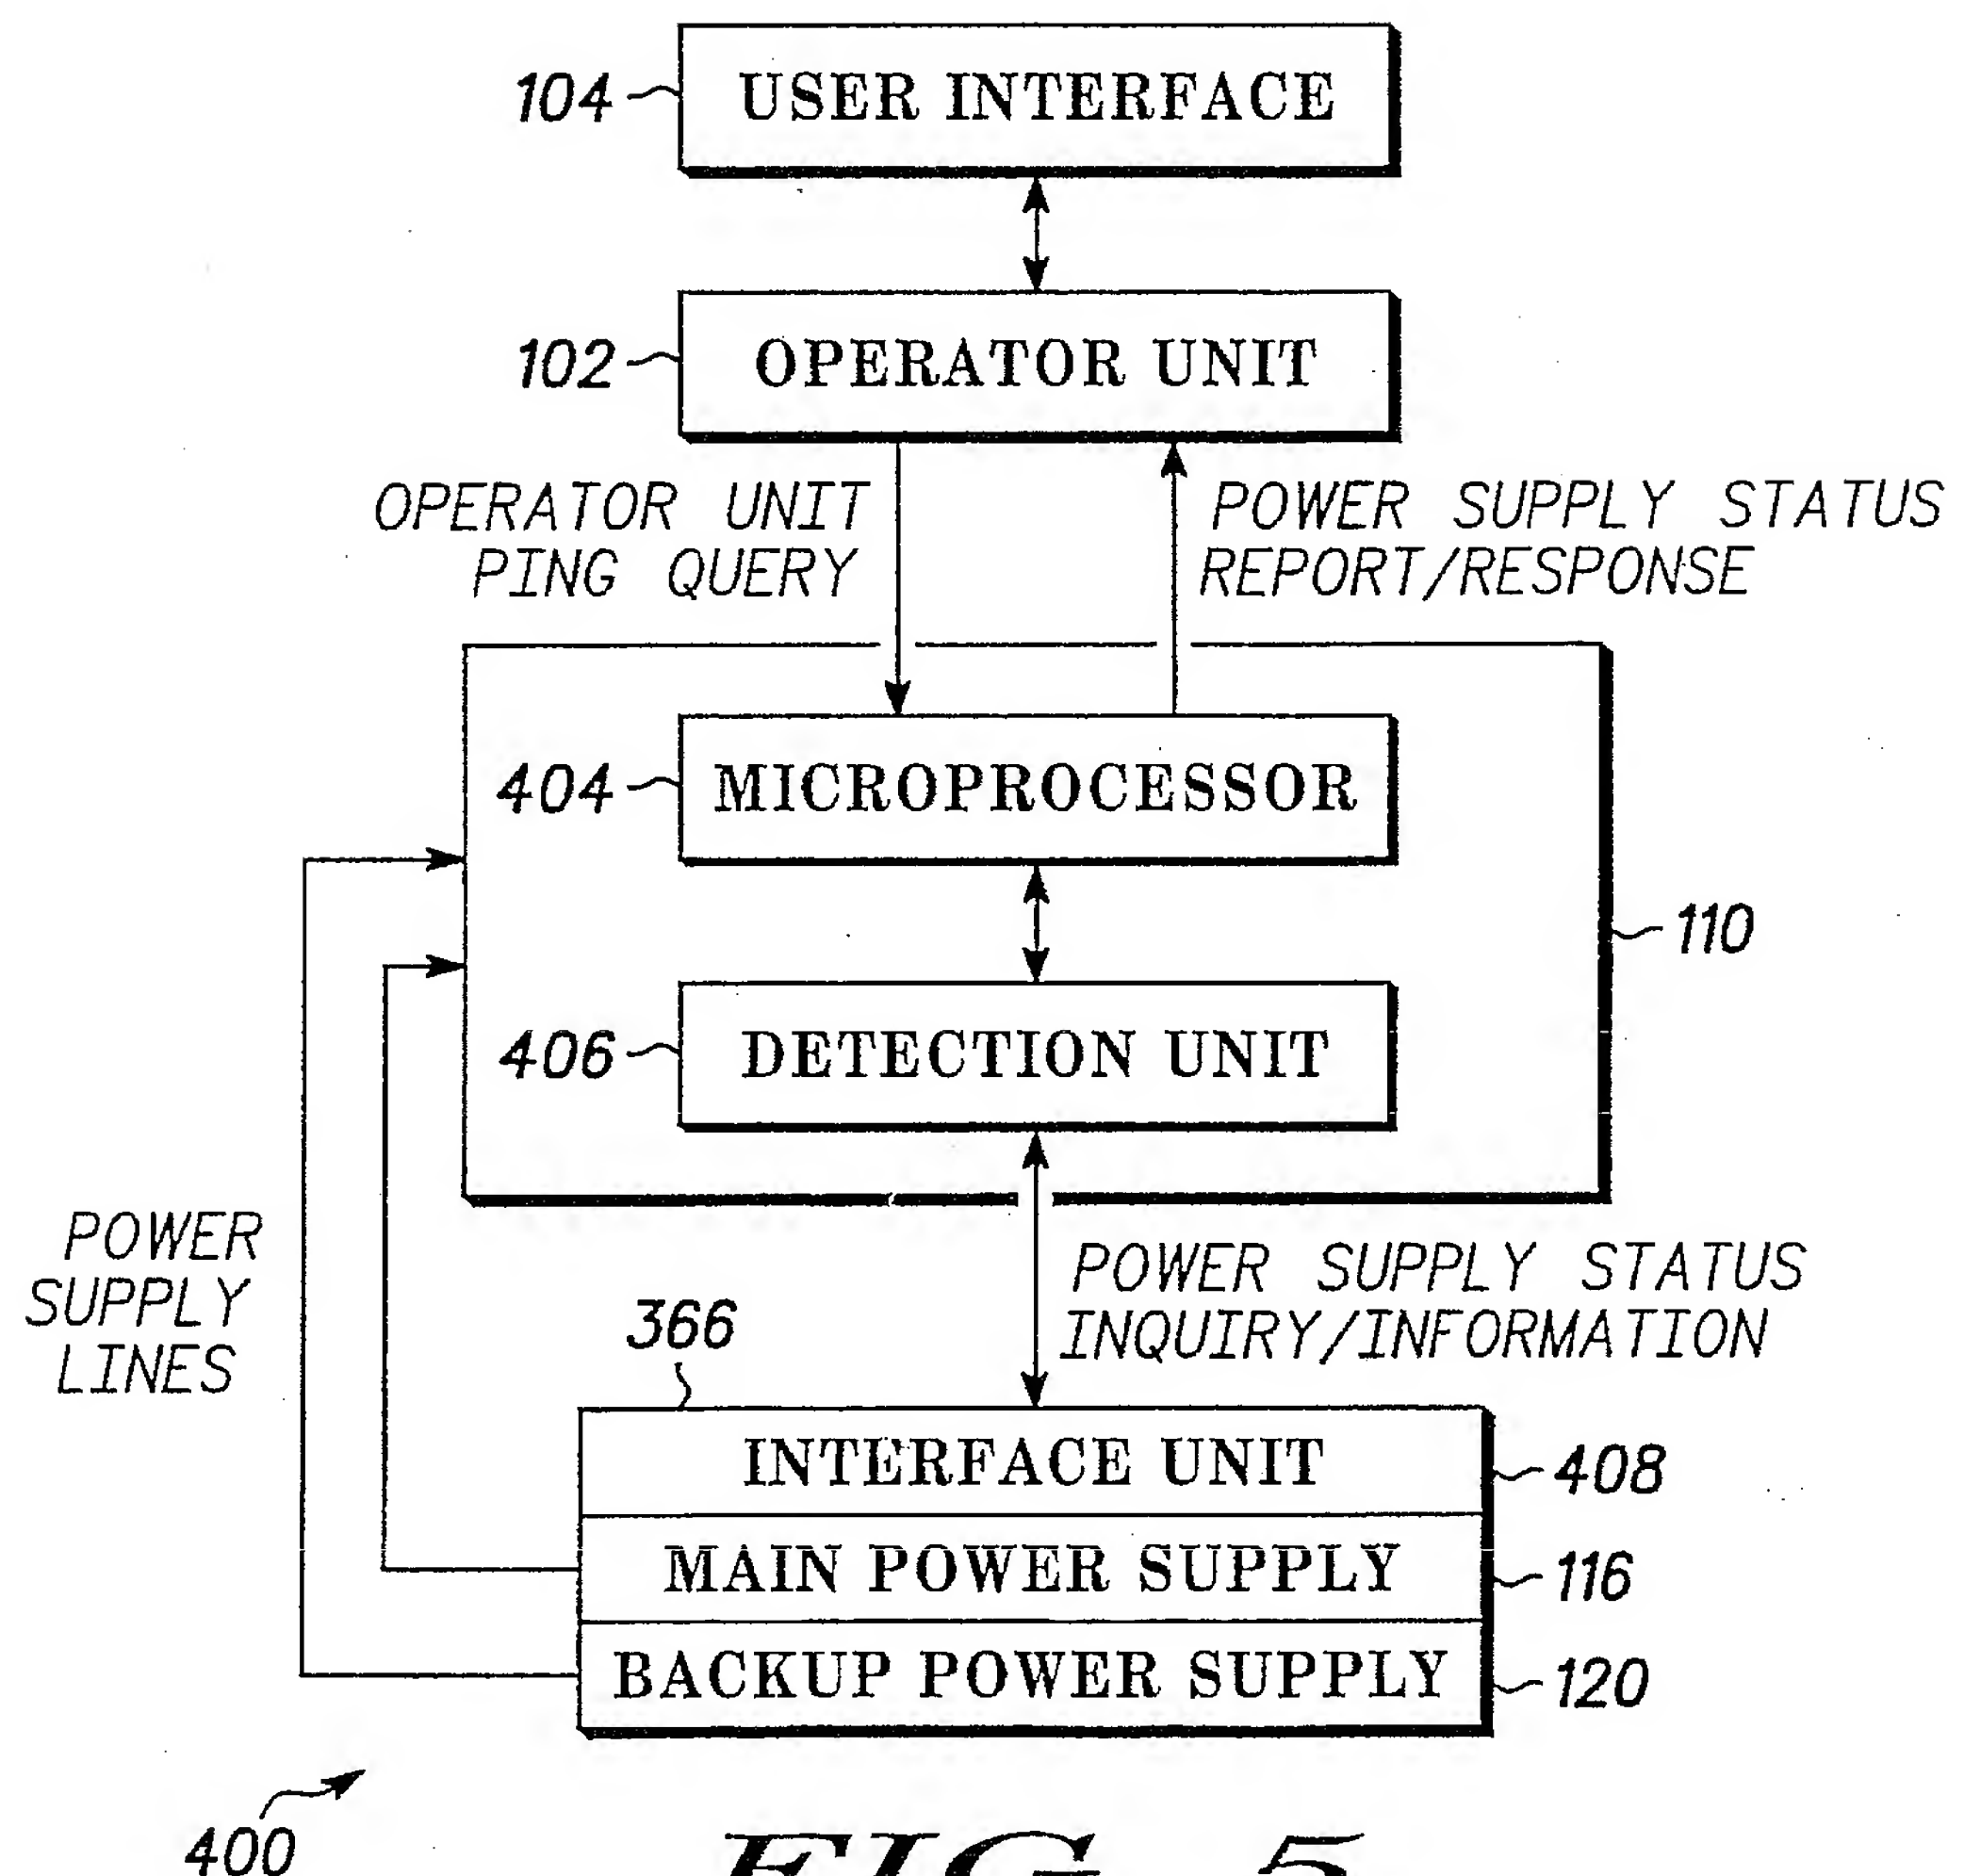 104 USER INTERFACE
102 OPERATOR UNIT
OPERATOR UNIT
PING QUERY
POWER SUPPLY STATUS
REPORT/RESPONSE
404 MICROPROCESSOR
110
406 DETECTION UNIT
POWER
SUPPLY
LINES
POWER SUPPLY STATUS
INQUIRY/INFORMATION
366
INTERFACE UNIT 408
MAIN POWER SUPPLY 116
BACKUP POWER SUPPLY 120
400
FIG. 5